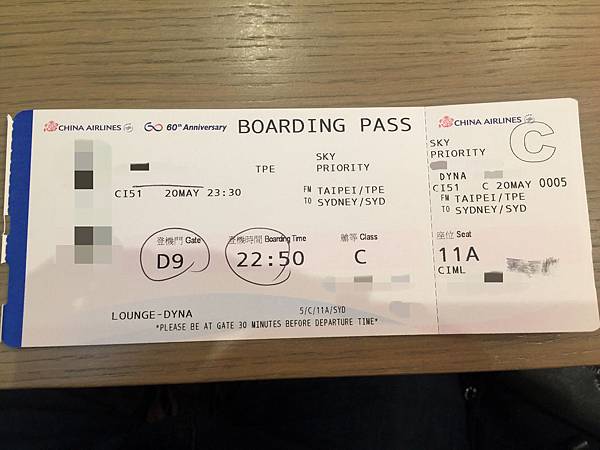 CHINA AIRLINES 60th Anniversary BOARDING PASS
TPE
SKY
PRIORITY
CI51 20MAY 23:30
FM TAIPEI/TPE
TO SYDNEY/SYD
登機門 Gate 登機時間 Boarding Time 艙等 Class
D9 22:50 C
LOUNGE-DYNA 5/C/11A/SYD
*PLEASE BE AT GATE 30 MINUTES BEFORE DEPARTURE TIME*
CHINA AIRLINES
C
SKY
PRIORITY
DYNA
CI51 C 20MAY 0005
FM TAIPEI/TPE
TO SYDNEY/SYD
座位 Seat
11A
CIML